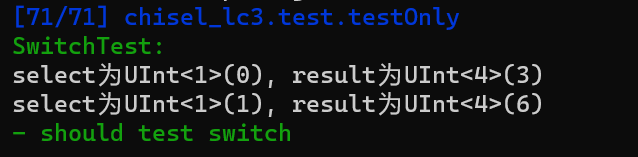 [71/71] chisel_lc3.test.testOnly
SwitchTest:
select为UInt<1>(0), result为UInt<4>(3)
select为UInt<1>(1), result为UInt<4>(6)
- should test switch